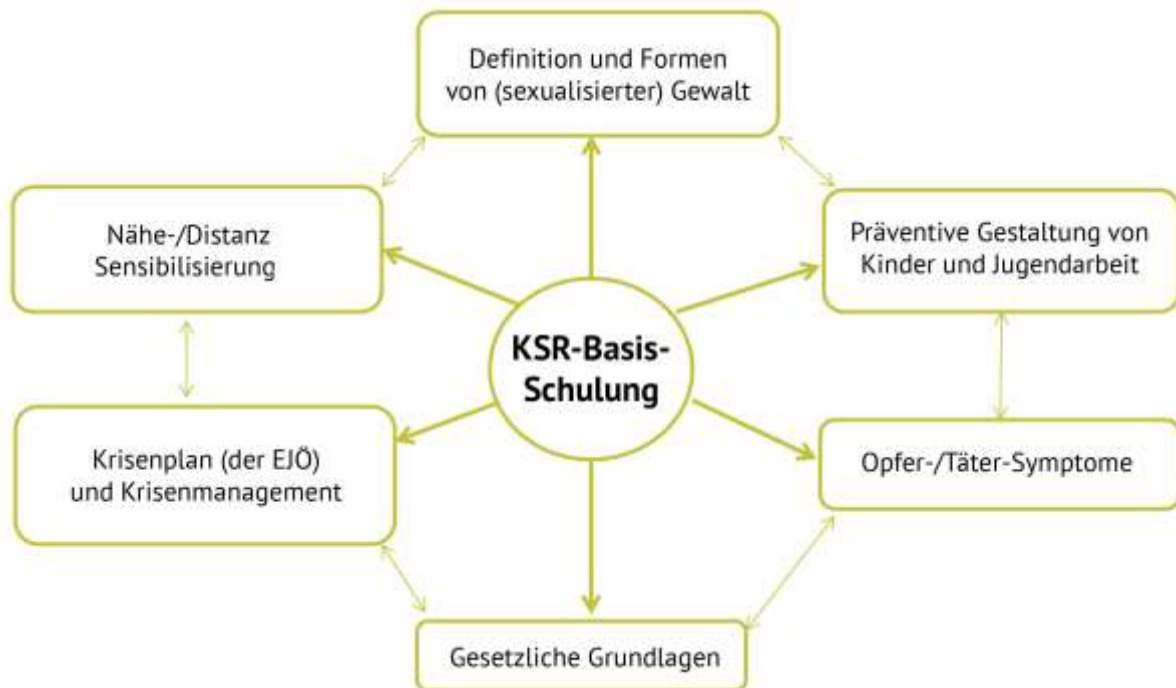 Definition und Formen
von (sexualisierter) Gewalt
Nähe-/Distanz
Sensibilisierung
Präventive Gestaltung von
Kinder und Jugendarbeit
KSR-Basis-
Schulung
Krisenplan (der EJÖ)
und Krisenmanagement
Opfer-/Täter-Symptome
Gesetzliche Grundlagen